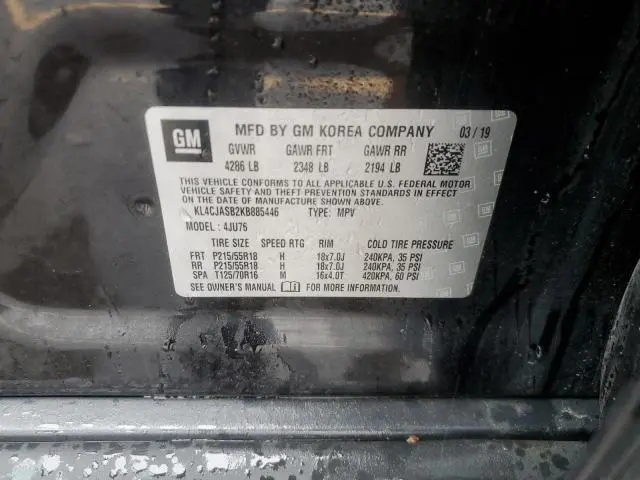 GM
MFD BY GM KOREA COMPANY 03/19
GVWR GAWR FRT GAWR RR
4286 LB 2348 LB 2194 LB
THIS VEHICLE CONFORMS TO ALL APPLICABLE U.S. FEDERAL MOTOR
VEHICLE SAFETY AND THEFT PREVENTION STANDARDS IN EFFECT ON
THE DATE OF MANUFACTURE SHOWN ABOVE.
KL4CJASB2KB885446 TYPE: MPV
MODEL: 4JU76
TIRE SIZE SPEED RTG RIM COLD TIRE PRESSURE
FRT P215/55R18 H 18x7.0J 240KPA, 35 PSI
RR P215/55R18 H 18x7.0J 240KPA, 35 PSI
SPA T125/70R16 M 16x4.0T 420KPA, 60 PSI
SEE OWNER'S MANUAL FOR MORE INFORMATION.